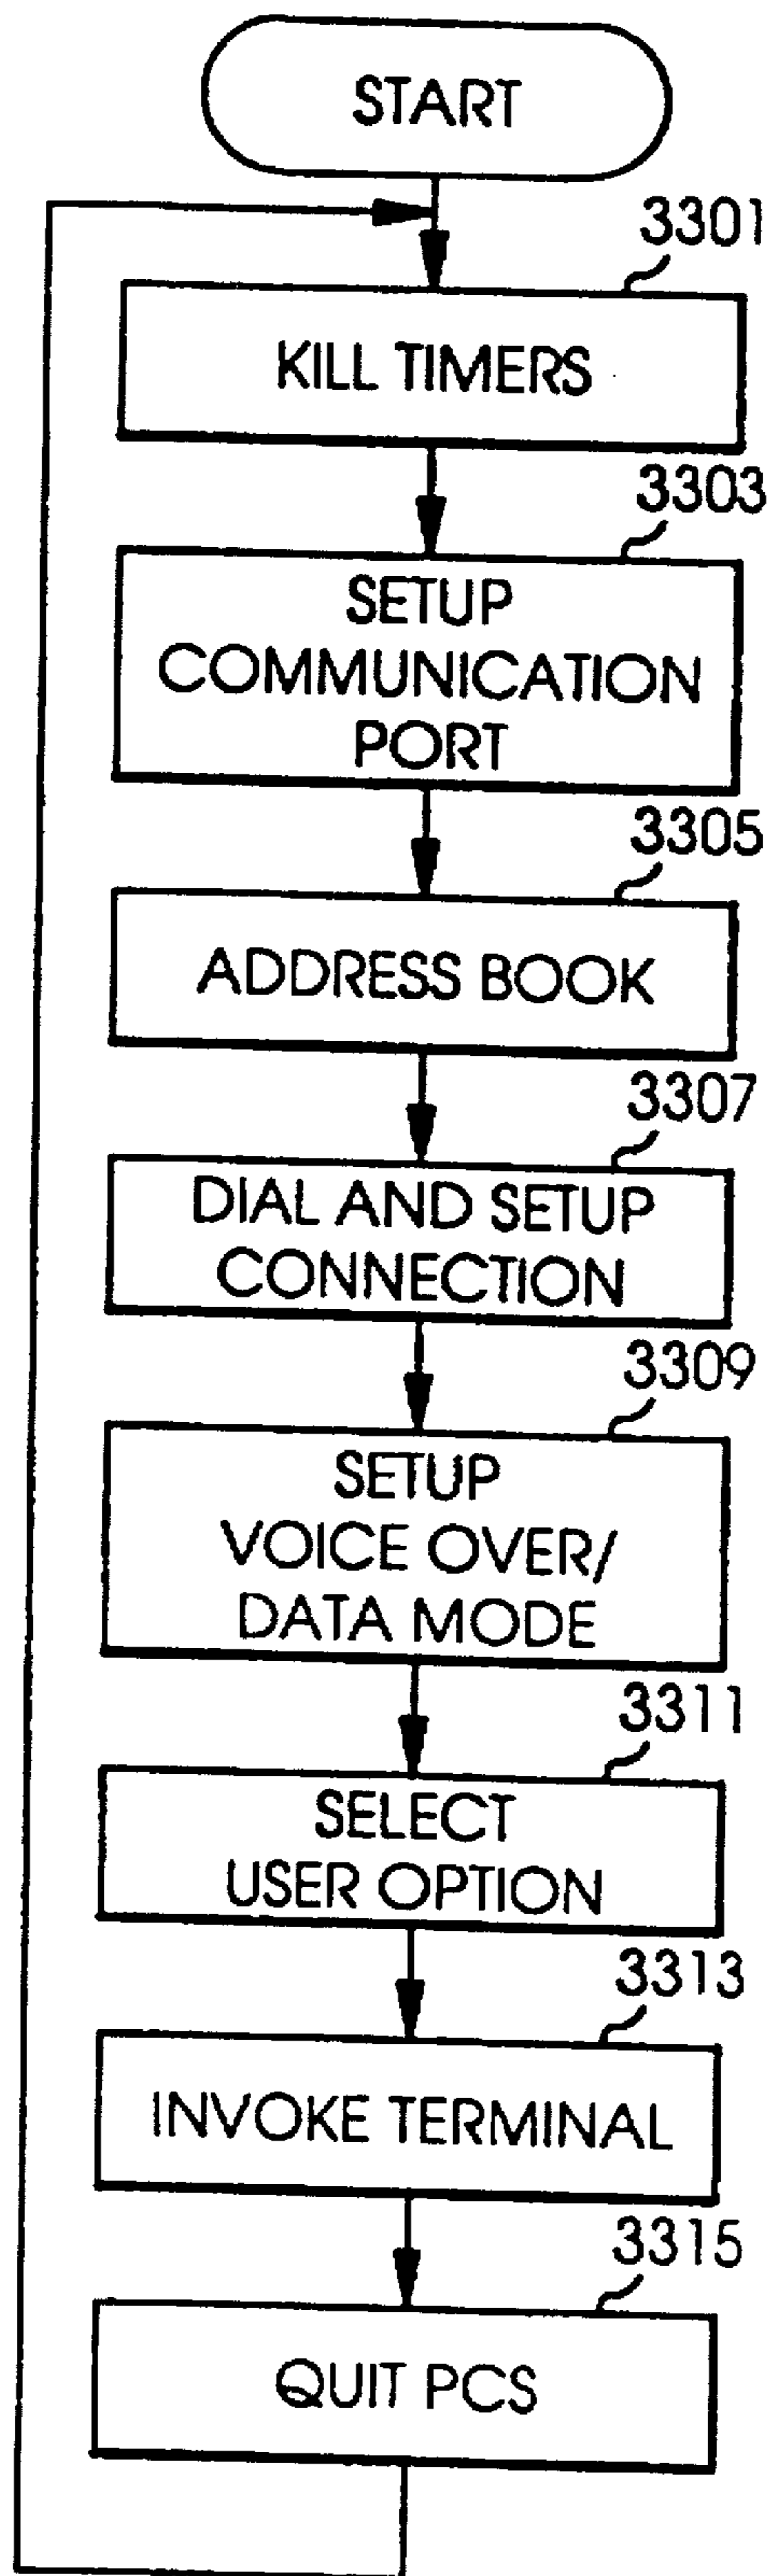 START
3301
KILL TIMERS
3303
SETUP
COMMUNICATION
PORT
3305
ADDRESS BOOK
3307
DIAL AND SETUP
CONNECTION
3309
SETUP
VOICE OVER/
DATA MODE
3311
SELECT
USER OPTION
3313
INVOKE TERMINAL
3315
QUIT PCS